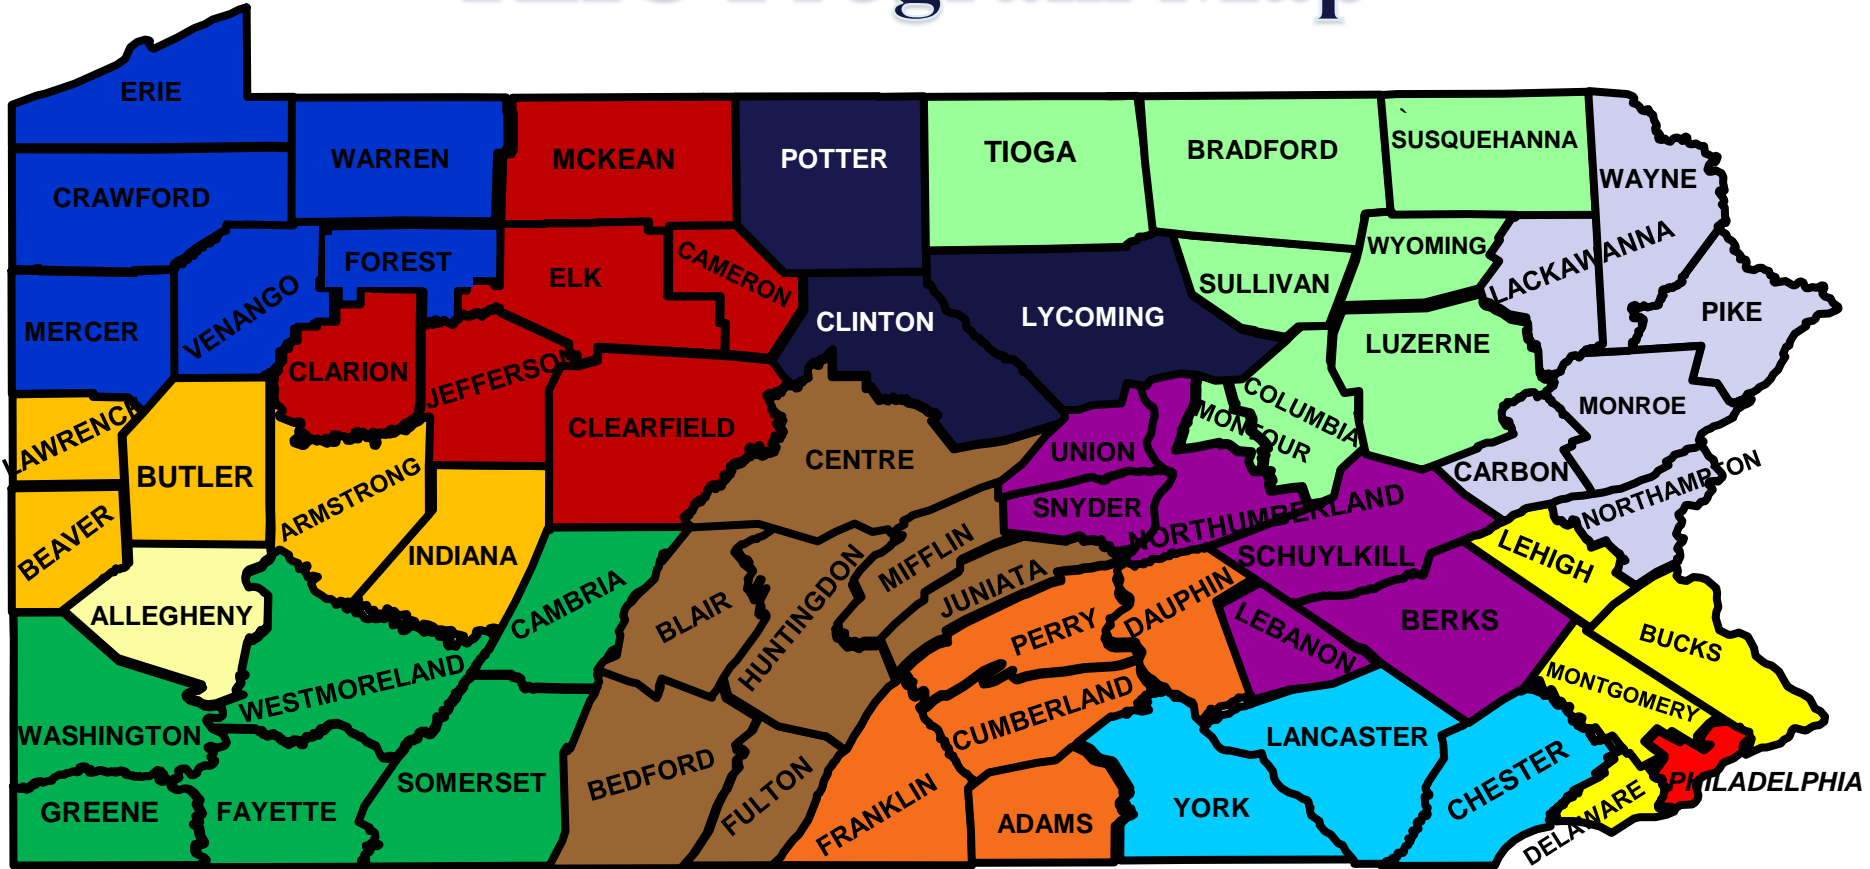 Program Map
ERIE
WARREN
MCKEAN
POTTER
TIOGA
BRADFORD
`
SUSQUEHANNA
WAYNE
CRAWFORD
FOREST
ELK
CAMERON
SULLIVAN
WYOMING
LACKAWANNA
PIKE
MERCER
VENANGO
CLARION
JEFFERSON
CLINTON
LYCOMING
LUZERNE
LAWRENCA
BUTLER
CLEARFIELD
CENTRE
UNION
MONTOUR
COLUMBIA
MONROE
CARBON
NORTHAMPTON
BEAVER
ARMSTRONG
INDIANA
SNYDER
NORTHUMBERLAND
SCHUYLKILL
LEHIGH
ALLEGHENY
CAMBRIA
BLAIR
HUNTINGDON
MIFFLIN
JUNIATA
PERRY
DAUPHIN
LEBANON
BERKS
BUCKS
MONTGOMERY
WASHINGTON
WESTMORELAND
CUMBERLAND
LANCASTER
CHESTER
PHILADELPHIA
GREENE
FAYETTE
SOMERSET
BEDFORD
FULTON
FRANKLIN
ADAMS
YORK
DELAWARE